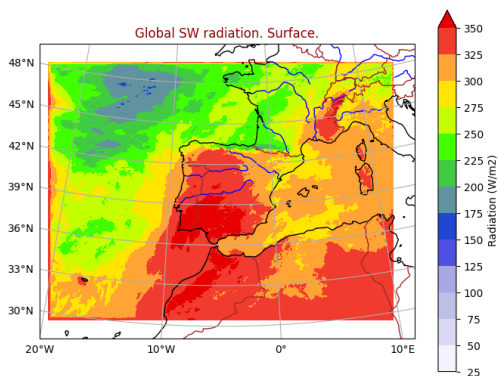 Global SW radiation. Surface.
48°N
45°N
42°N
39°N
36°N
33°N
30°N
20°W
10°W
0°
10°E
350
325
300
275
250
225
200
175
150
125
100
75
50
25
Radiation (W/m2)